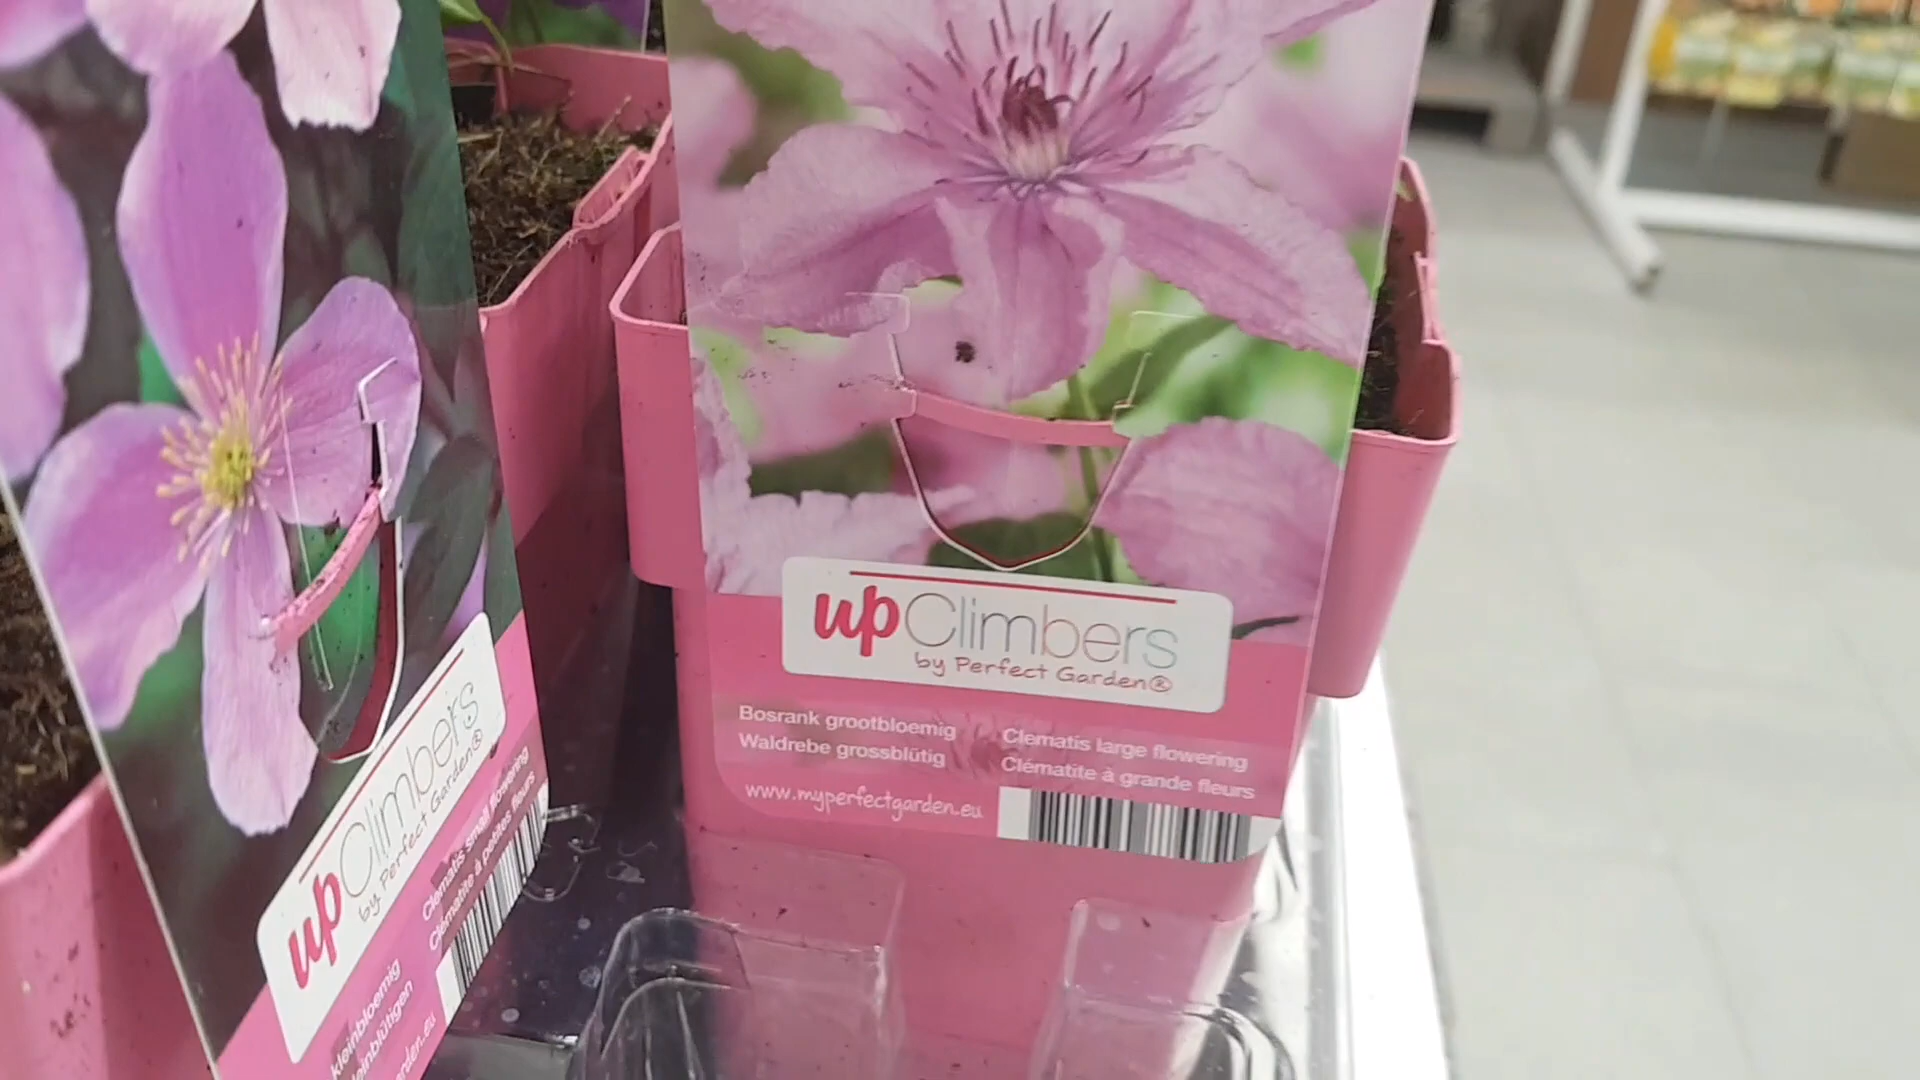 upClimbers
by Perfect Garden®
Bosrank grootbloemig
Waldrebe grossblütig
Clematis large flowering
Clématite à grande fleurs
www.myperfectgarden.eu
upClimbers
by Perfect Garden®
Clematis small flowering
Clématite à petites fleurs
kleinbloemig